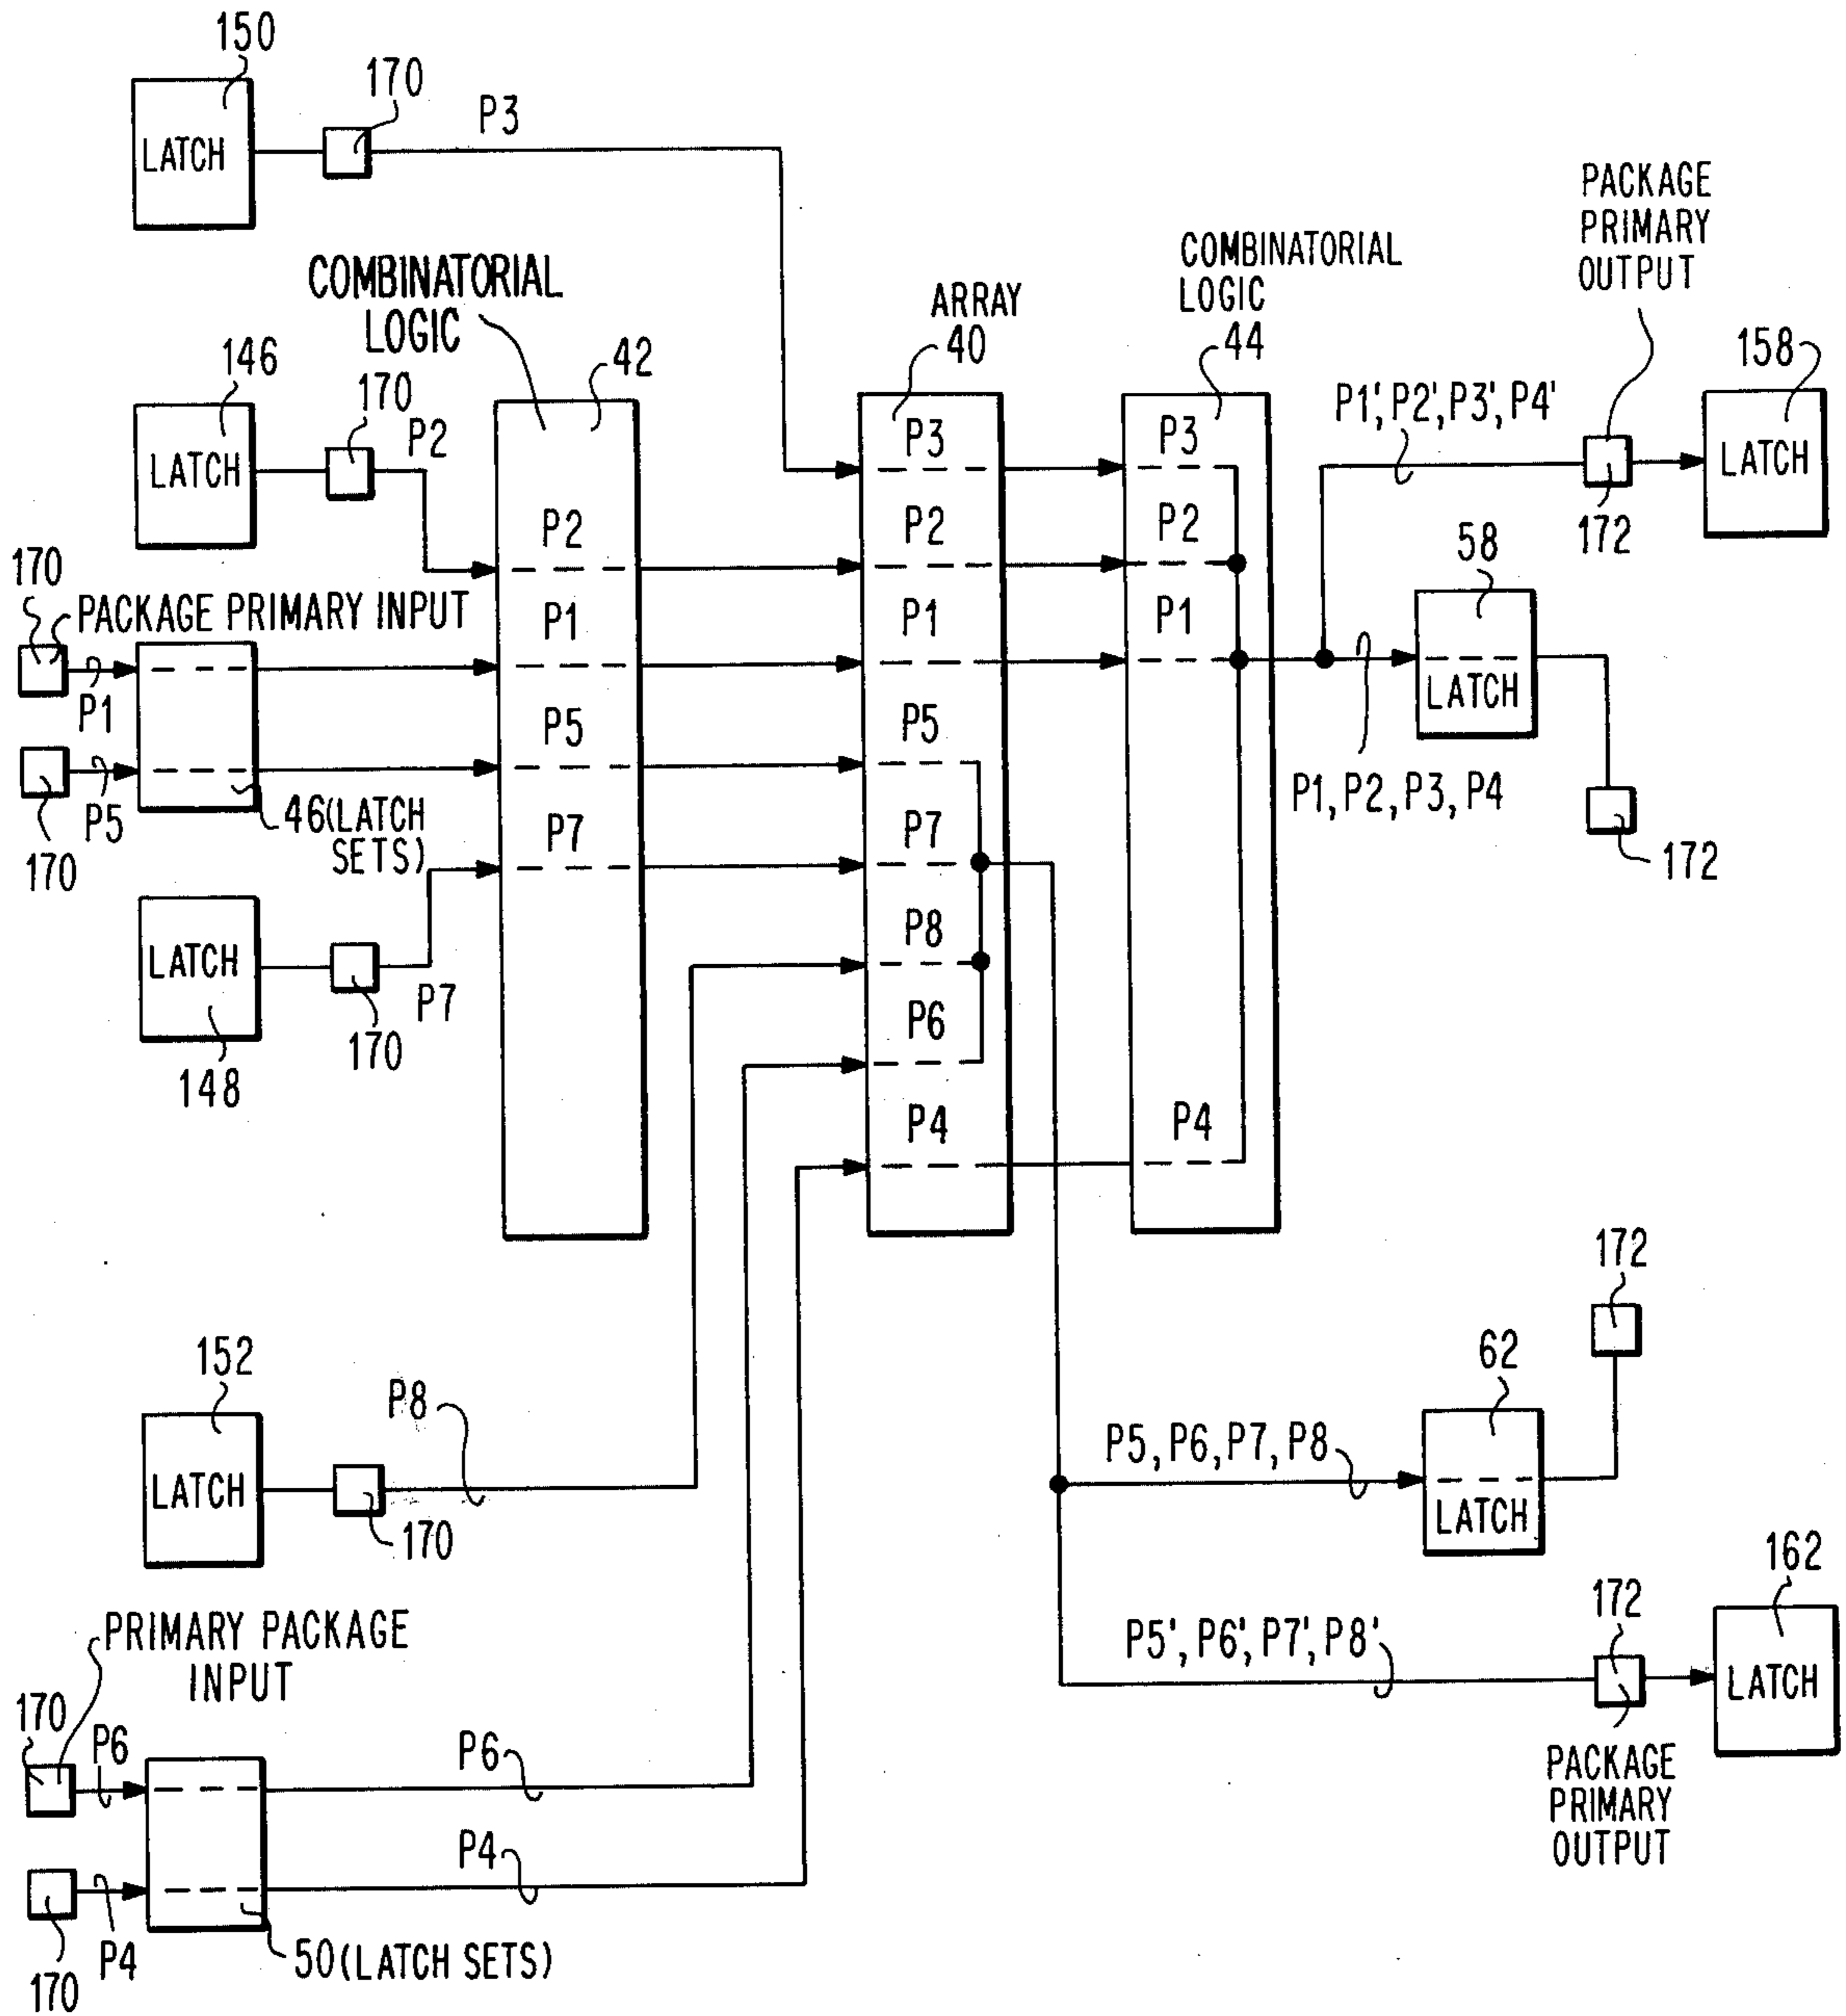 150
170
P3
LATCH
PACKAGE
PRIMARY
OUTPUT
COMBINATORIAL
LOGIC
44
COMBINATORIAL
LOGIC
ARRAY
40
146
170
P2
42
158
LATCH
P3
P3
P1', P2', P3', P4'
LATCH
172
P2
P2
P2
58
170
PACKAGE PRIMARY INPUT
P1
P1
P1
P1
LATCH
P5
P5
P1, P2, P3, P4
P5
46(LATCH
SETS)
170
P7
P7
172
LATCH
148
170
P7
P8
P6
P4
P4
172
152
P8
62
LATCH
170
P5, P6, P7, P8
LATCH
162
PRIMARY PACKAGE
INPUT
P5', P6', P7', P8'
172
LATCH
170
P6
P6
PACKAGE
PRIMARY
OUTPUT
P4
170
P4
50(LATCH SETS)